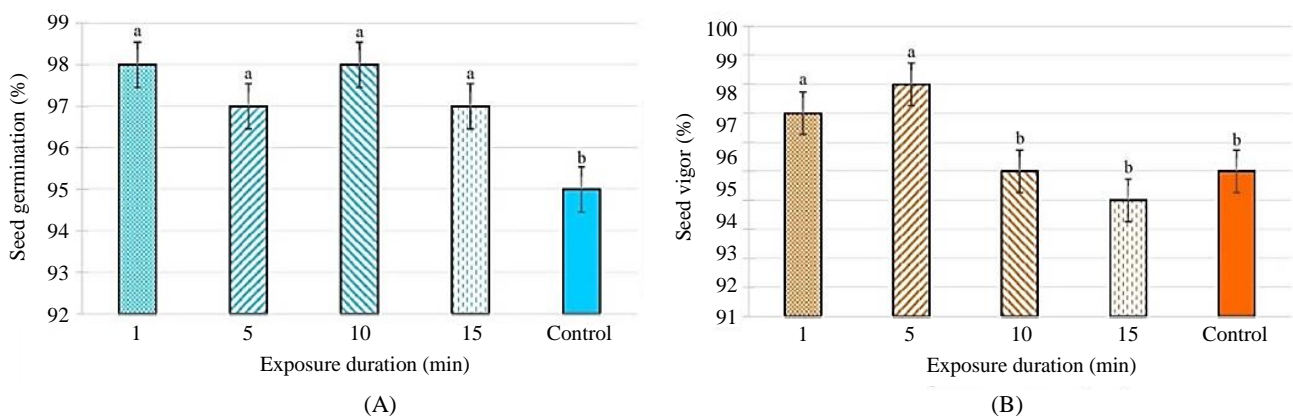 99
98
97
96
95
94
93
92
Seed germination (%)
a
a
a
a
b
1
5
10
15
Control
Exposure duration (min)
(A)
100
99
98
97
96
95
94
93
92
91
Seed vigor (%)
a
a
b
b
b
1
5
10
15
Control
Exposure duration (min)
(B)